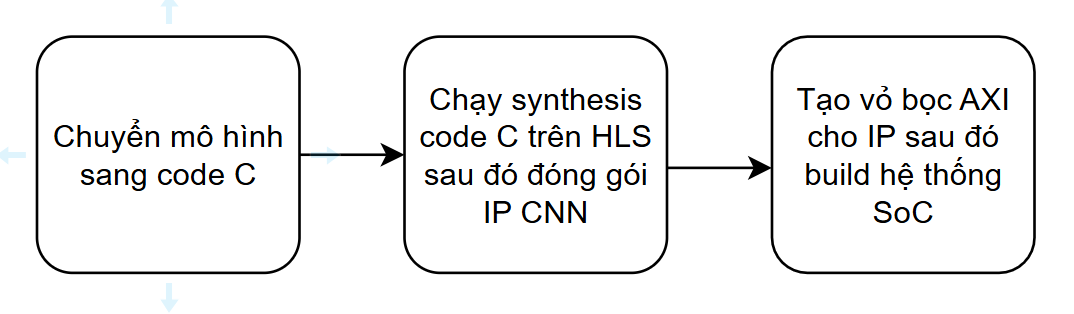 Chuyển mô hình
sang code C
Chạy synthesis
code C trên HLS
sau đó đóng gói
IP CNN
Tạo vỏ bọc AXI
cho IP sau đó
build hệ thống
SoC